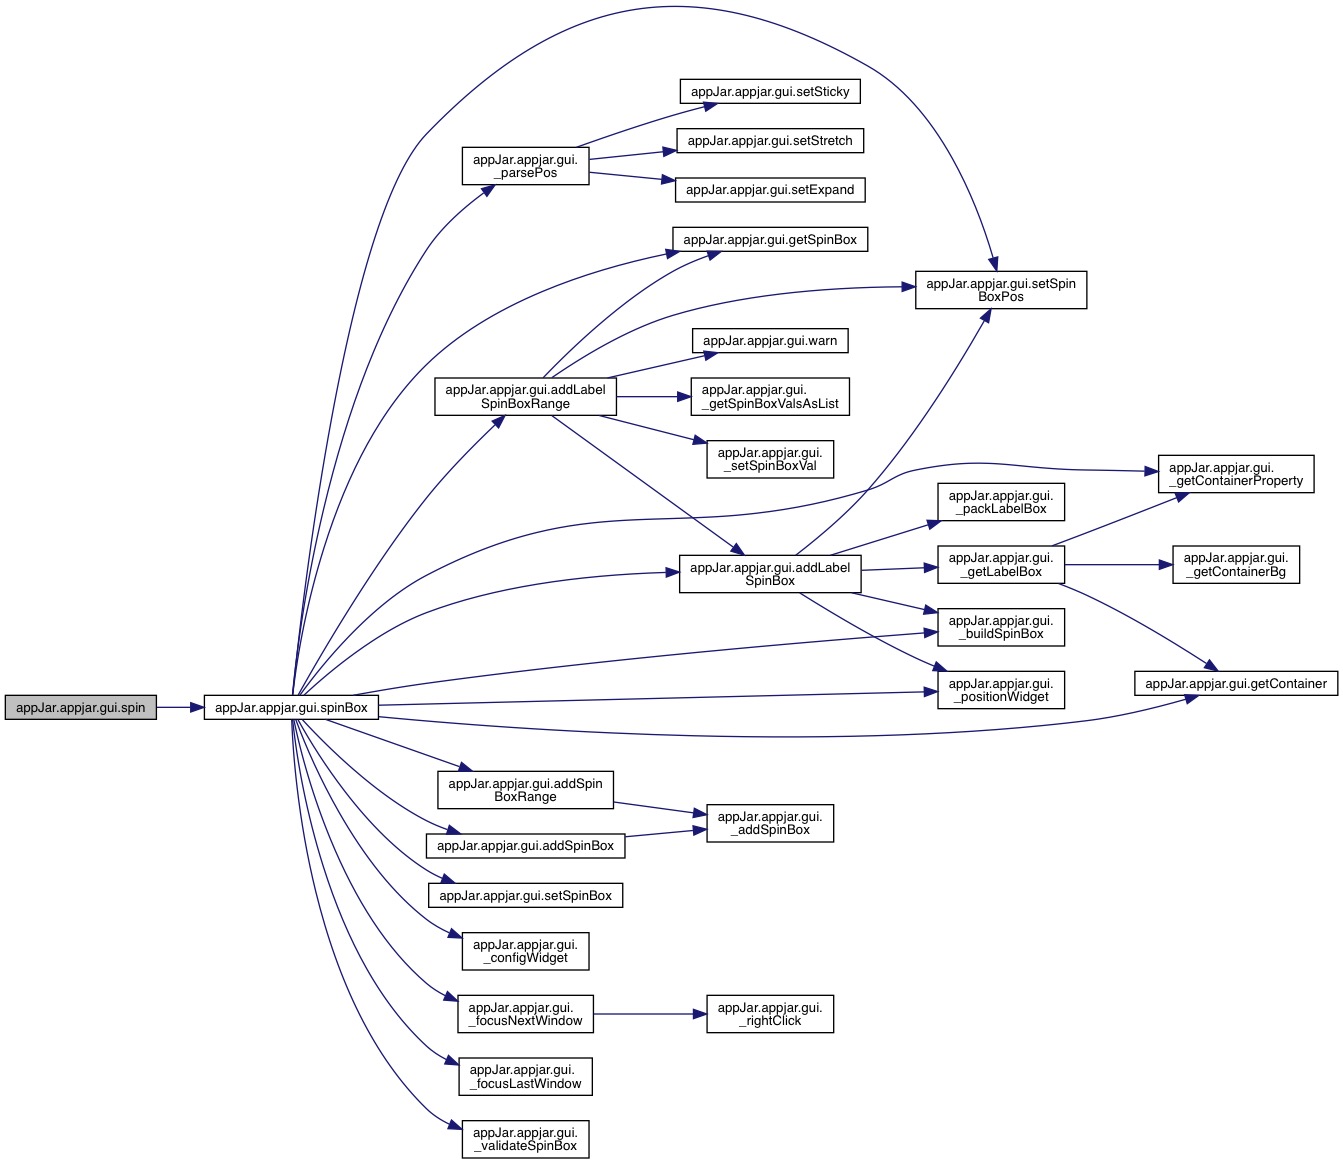 appJar.appjar.gui.setSticky
appJar.appjar.gui.setStretch
appJar.appjar.gui.
_parsePos
appJar.appjar.gui.setExpand
appJar.appjar.gui.getSpinBox
appJar.appjar.gui.setSpin
BoxPos
appJar.appjar.gui.warn
appJar.appjar.gui.addLabel
SpinBoxRange
appJar.appjar.gui.
_getSpinBoxValsAsList
appJar.appjar.gui.
_setSpinBoxVal
appJar.appjar.gui.
_getContainerProperty
appJar.appjar.gui.
_packLabelBox
appJar.appjar.gui.addLabel
SpinBox
appJar.appjar.gui.
_getLabelBox
appJar.appjar.gui.
_getContainerBg
appJar.appjar.gui.
_buildSpinBox
appJar.appjar.gui.
_positionWidget
appJar.appjar.gui.getContainer
appJar.appjar.gui.spin
appJar.appjar.gui.spinBox
appJar.appjar.gui.addSpin
BoxRange
appJar.appjar.gui.
_addSpinBox
appJar.appjar.gui.addSpinBox
appJar.appjar.gui.setSpinBox
appJar.appjar.gui.
_configWidget
appJar.appjar.gui.
_focusNextWindow
appJar.appjar.gui.
_rightClick
appJar.appjar.gui.
_focusLastWindow
appJar.appjar.gui.
_validateSpinBox